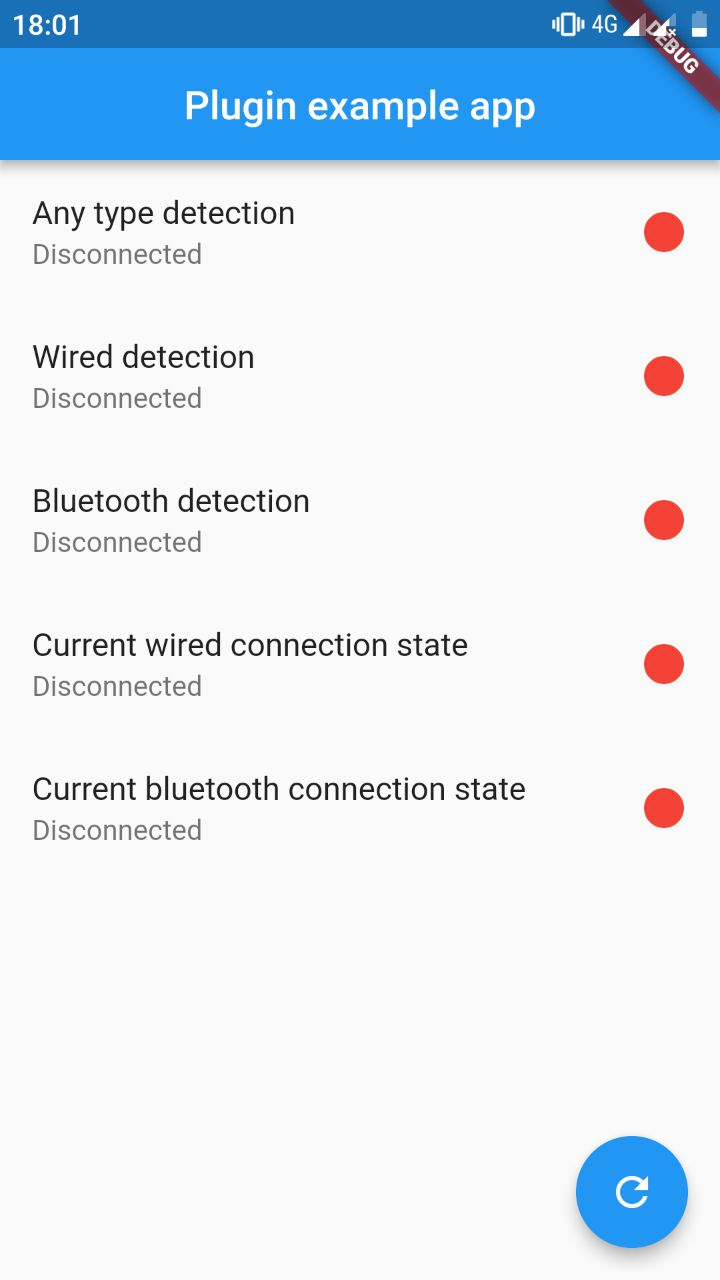 18:01
4G
DEBUG
Plugin example app
Any type detection
Disconnected
Wired detection
Disconnected
Bluetooth detection
Disconnected
Current wired connection state
Disconnected
Current bluetooth connection state
Disconnected